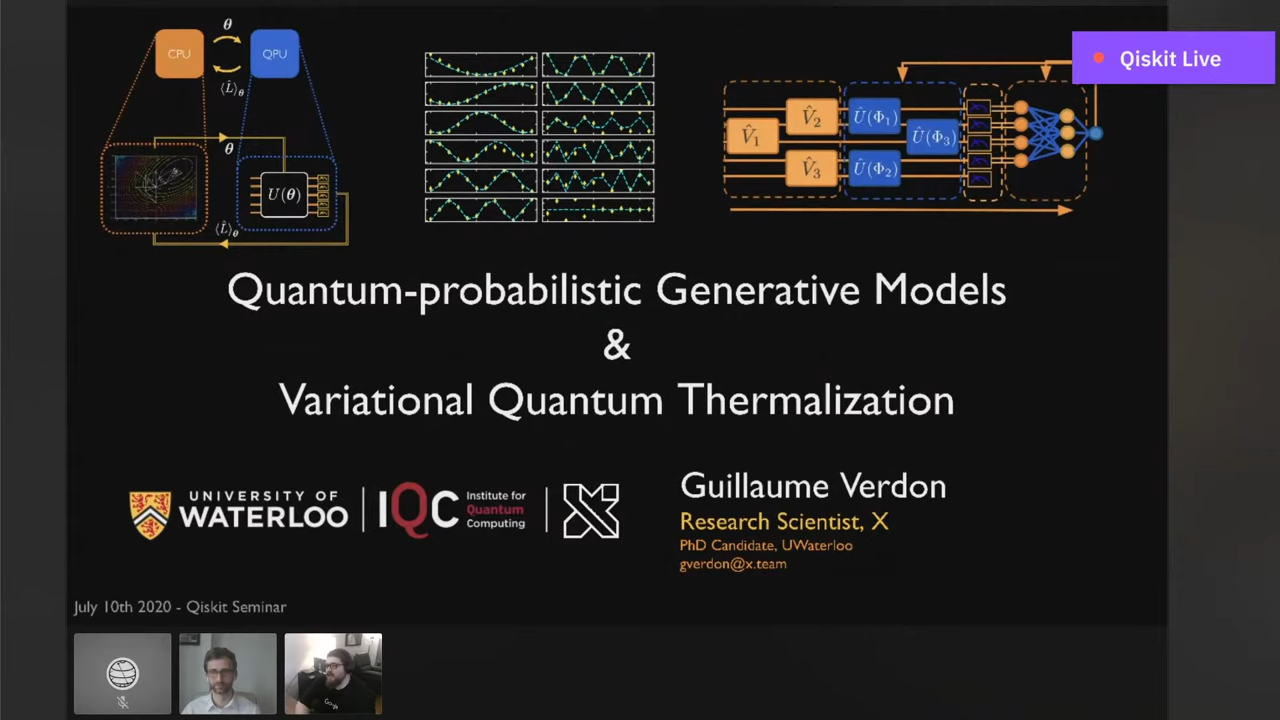 Qiskit Live
θ
CPU
QPU
⟨L̂⟩θ
θ
U(θ)
⟨L̂⟩θ
V̂1
V̂2
V̂3
Û(Φ1)
Û(Φ2)
Û(Φ3)
Quantum-probabilistic Generative Models
&
Variational Quantum Thermalization
UNIVERSITY OF
WATERLOO
IQC
Institute for
Quantum
Computing
Guillaume Verdon
Research Scientist, X
PhD Candidate, UWaterloo
gverdon@x.team
July 10th 2020 - Qiskit Seminar